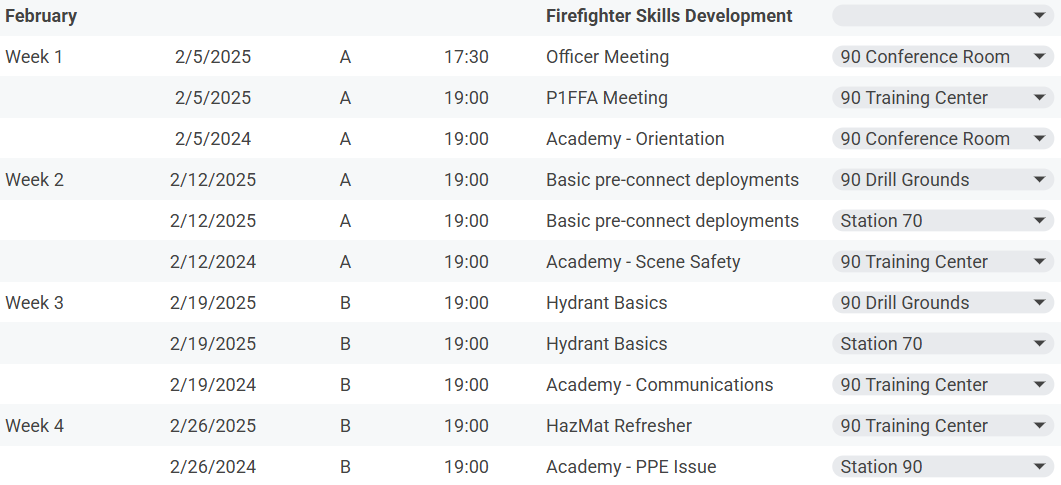 February Firefighter Skills Development
Week 1 2/5/2025 A 17:30 Officer Meeting 90 Conference Room
2/5/2025 A 19:00 P1FFA Meeting 90 Training Center
2/5/2024 A 19:00 Academy - Orientation 90 Conference Room
Week 2 2/12/2025 A 19:00 Basic pre-connect deployments 90 Drill Grounds
2/12/2025 A 19:00 Basic pre-connect deployments Station 70
2/12/2024 A 19:00 Academy - Scene Safety 90 Training Center
Week 3 2/19/2025 B 19:00 Hydrant Basics 90 Drill Grounds
2/19/2025 B 19:00 Hydrant Basics Station 70
2/19/2024 B 19:00 Academy - Communications 90 Training Center
Week 4 2/26/2025 B 19:00 HazMat Refresher 90 Training Center
2/26/2024 B 19:00 Academy - PPE Issue Station 90